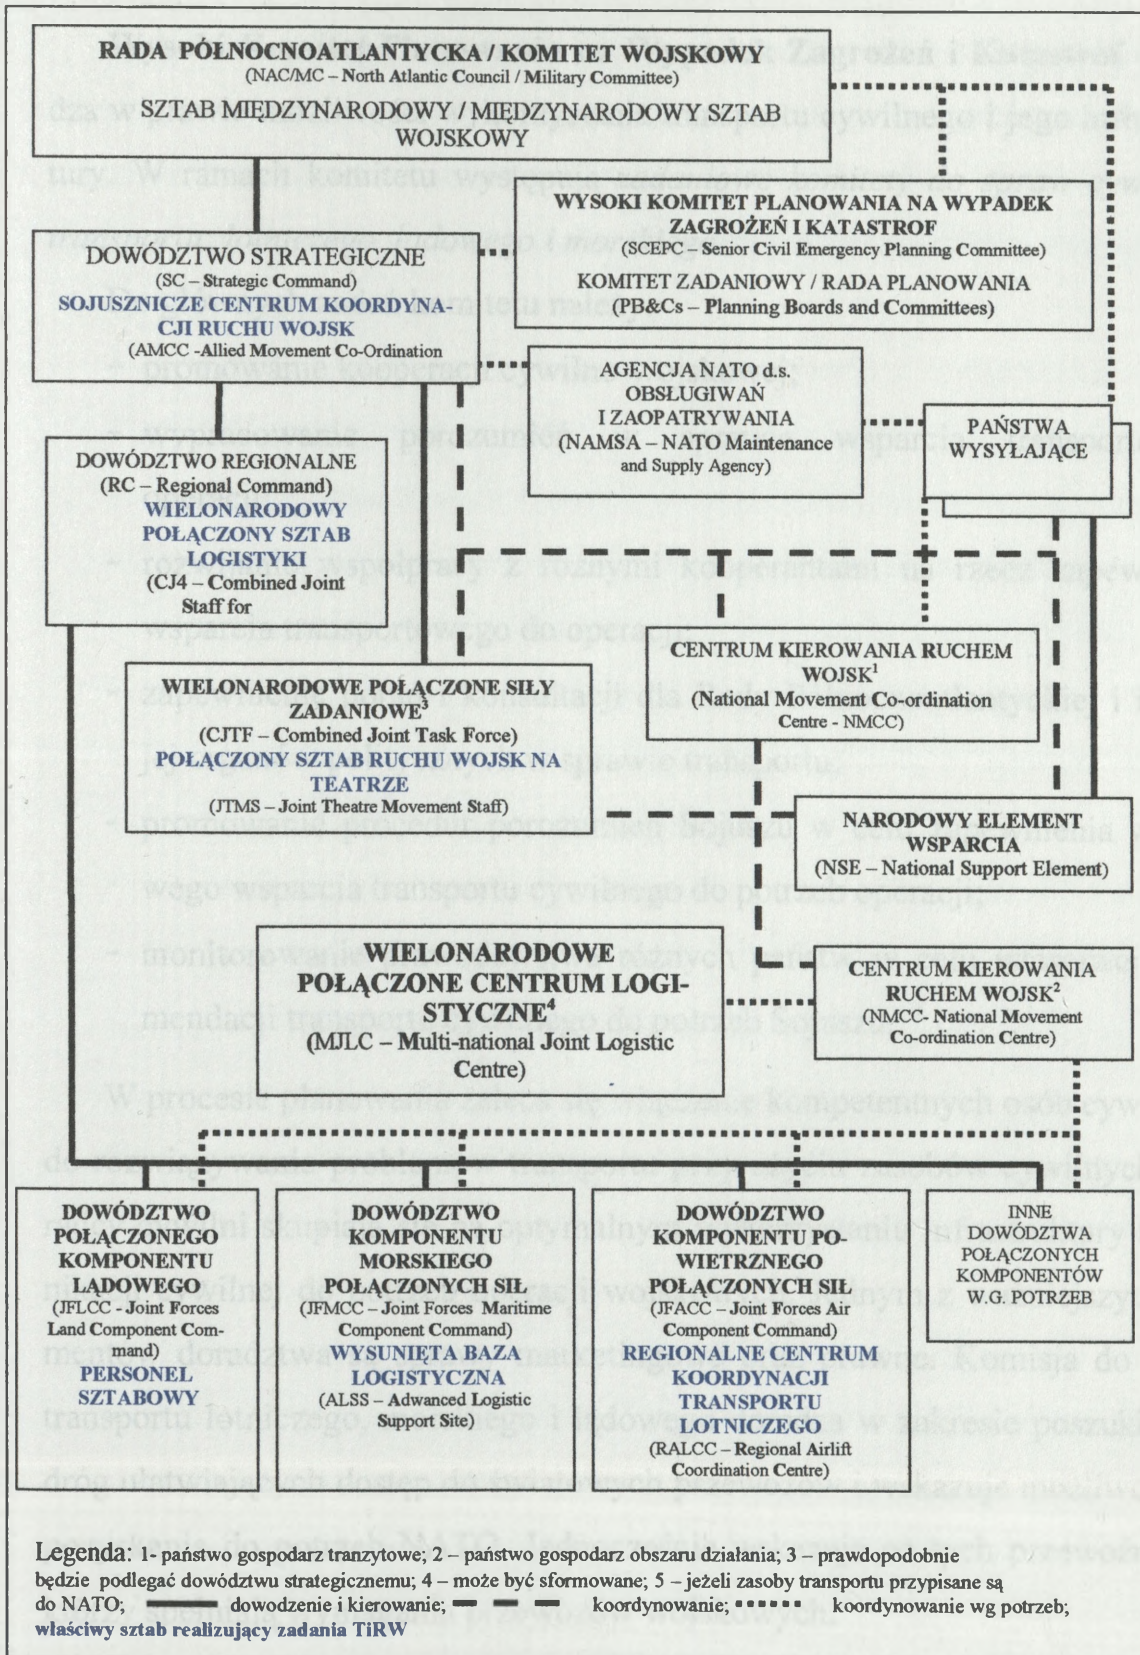 RADA PÓŁNOCNOATLANTYCKA / KOMITET WOJSKOWY
(NAC/MC – North Atlantic Council / Military Committee)
SZTAB MIĘDZYNARODOWY / MIĘDZYNARODOWY SZTAB
WOJSKOWY
WYSOKI KOMITET PLANOWANIA NA WYPADEK
ZAGROŻEŃ I KATASTROF
(SCEPC – Senior Civil Emergency Planning Committee)
KOMITET ZADANIOWY / RADA PLANOWANIA
(PB&Cs – Planning Boards and Committees)
DOWÓDZTWO STRATEGICZNE
(SC – Strategic Command)
SOJUSZNICZE CENTRUM KOORDYNA-
CJI RUCHU WOJSK
(AMCC -Allied Movement Co-Ordination
AGENCJA NATO d.s.
OBSŁUGIWAŃ
I ZAOPATRYWANIA
(NAMSA – NATO Maintenance
and Supply Agency)
PAŃSTWA
WYSYŁAJĄCE
DOWÓDZTWO REGIONALNE
(RC – Regional Command)
WIELONARODOWY
POŁĄCZONY SZTAB
LOGISTYKI
(CJ4 – Combined Joint
Staff for
CENTRUM KIEROWANIA RUCHEM
WOJSK1
(National Movement Co-ordination
Centre - NMCC)
WIELONARODOWE POŁĄCZONE SIŁY
ZADANIOWE3
(CJTF – Combined Joint Task Force)
POŁĄCZONY SZTAB RUCHU WOJSK NA
TEATRZE
(JTMS – Joint Theatre Movement Staff)
NARODOWY ELEMENT
WSPARCIA
(NSE – National Support Element)
WIELONARODOWE
POŁĄCZONE CENTRUM LOGI-
STYCZNE4
(MJLC – Multi-national Joint Logistic
Centre)
CENTRUM KIEROWANIA
RUCHEM WOJSK2
(NMCC- National Movement
Co-ordination Centre)
DOWÓDZTWO
POŁĄCZONEGO
KOMPONENTU
LĄDOWEGO
(JFLCC - Joint Forces
Land Component Com-
mand)
PERSONEL
SZTABOWY
DOWÓDZTWO
KOMPONENTU
MORSKIEGO
POŁĄCZONYCH SIŁ
(JFMCC – Joint Forces Maritime
Component Command)
WYSUNIĘTA BAZA
LOGISTYCZNA
(ALSS – Advanced Logistic
Support Site)
DOWÓDZTWO
KOMPONENTU PO-
WIETRZNEGO
POŁĄCZONYCH SIŁ
(JFACC – Joint Forces Air
Component Command)
REGIONALNE CENTRUM
KOORDYNACJI
TRANSPORTU
LOTNICZEGO
(RALCC – Regional Airlift
Coordination Centre)
INNE
DOWÓDZTWA
POŁĄCZONYCH
KOMPONENTÓW
W.G. POTRZEB
Legenda: 1- państwo gospodarz tranzytowe; 2 – państwo gospodarz obszaru działania; 3 – prawdopodobnie
będzie podlegać dowództwu strategicznemu; 4 – może być sformowane; 5 – jeżeli zasoby transportu przypisane są
do NATO; dowodzenie i kierowanie; koordynowanie; koordynowanie wg potrzeb;
właściwy sztab realizujący zadania TiRW